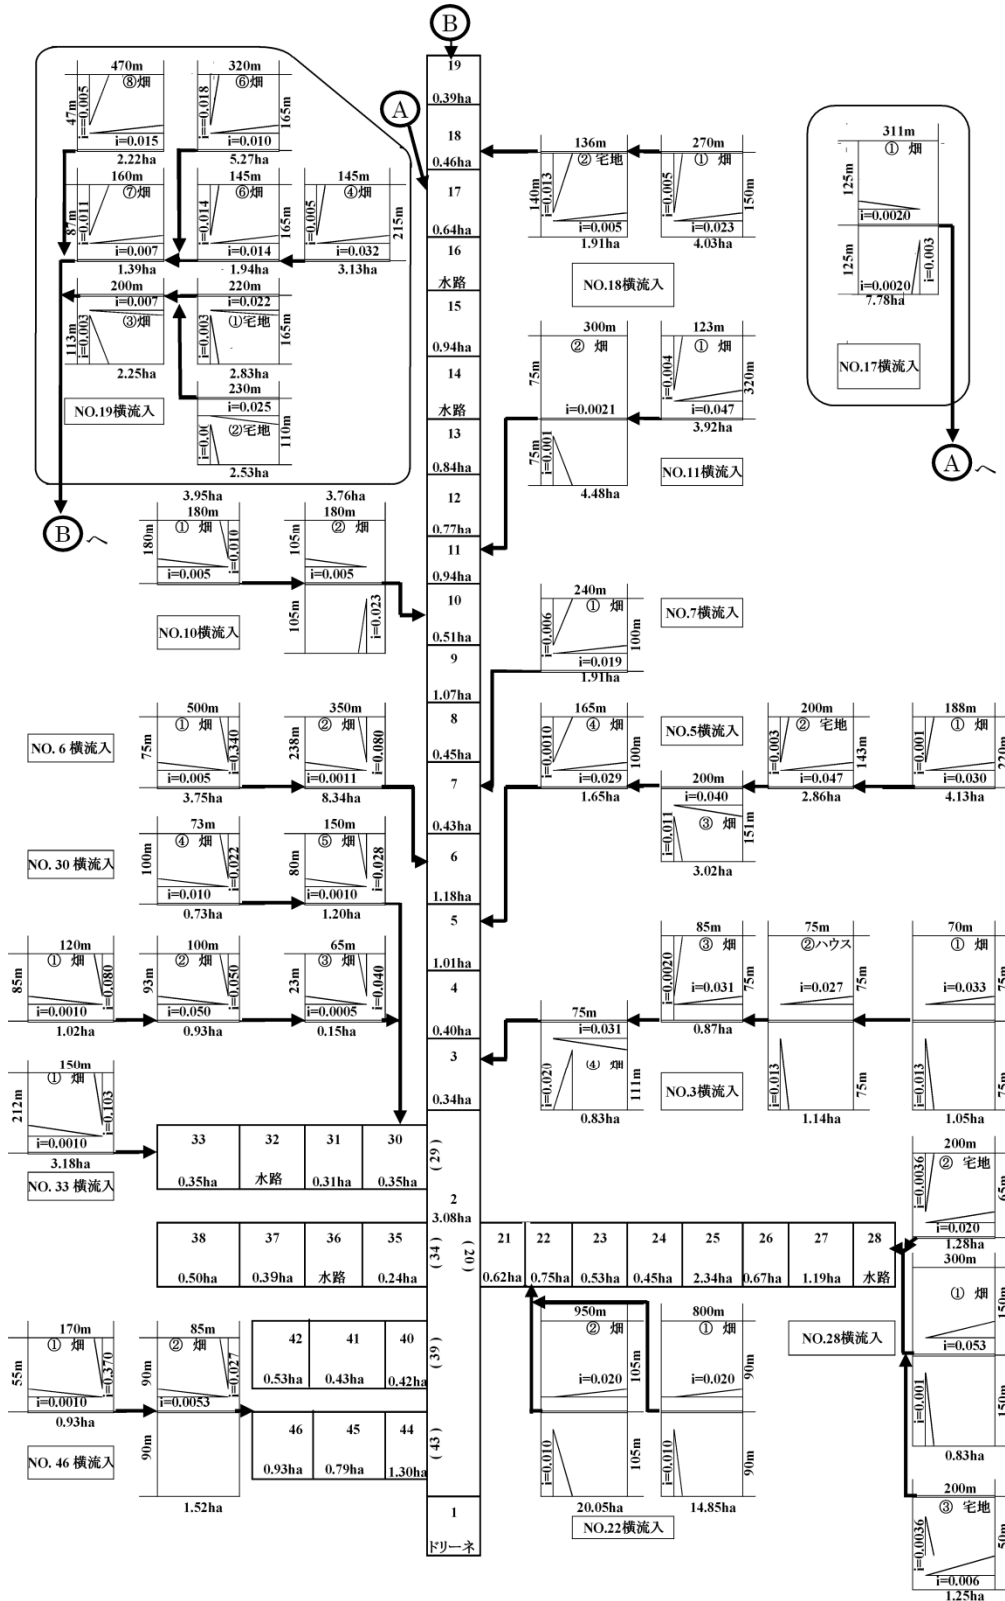 B
19
0.39ha
18
0.46ha
17
0.64ha
16
水路
15
0.94ha
14
水路
13
0.84ha
12
0.77ha
11
0.94ha
10
0.51ha
9
1.07ha
8
0.45ha
7
0.43ha
6
1.18ha
5
1.01ha
4
0.40ha
3
0.34ha
(29)
2
3.08ha
(34)
(20)
(39)
(43)
1
ドリーネ
A
470m
⑧畑
47m
i=0.005
i=0.015
2.22ha
320m
⑥畑
i=0.018
165m
i=0.010
5.27ha
160m
⑦畑
87m
i=0.011
i=0.007
1.39ha
145m
⑥畑
i=0.014
165m
i=0.014
1.94ha
145m
④畑
i=0.005
215m
i=0.032
3.13ha
200m
i=0.007
③畑
113m
i=0.003
2.25ha
220m
i=0.022
①宅地
i=0.003
165m
2.83ha
230m
i=0.025
②宅地
110m
2.53ha
NO.19横流入
B へ
136m
② 宅地
140m
i=0.013
i=0.005
1.91ha
270m
① 畑
i=0.005
150m
i=0.023
4.03ha
NO.18横流入
311m
① 畑
125m
i=0.0020
125m
i=0.0020
i=0.003
7.78ha
NO.17横流入
A へ
300m
② 畑
75m
i=0.0021
75m
i=0.001
4.48ha
123m
① 畑
i=0.004
320m
i=0.047
3.92ha
NO.11横流入
3.95ha
180m
① 畑
180m
i=0.010
i=0.005
3.76ha
180m
② 畑
105m
i=0.005
105m
i=0.023
NO.10横流入
240m
① 畑
i=0.006
100m
i=0.019
1.91ha
NO.7横流入
NO. 6 横流入
500m
① 畑
75m
i=0.340
i=0.005
3.75ha
350m
② 畑
238m
i=0.080
i=0.0011
8.34ha
165m
④ 畑
i=0.0010
100m
i=0.029
1.65ha
NO.5横流入
200m
i=0.040
③ 畑
i=0.011
151m
3.02ha
200m
② 宅地
i=0.003
143m
i=0.047
2.86ha
188m
① 畑
i=0.001
220m
i=0.030
4.13ha
NO. 30 横流入
73m
④ 畑
100m
i=0.022
i=0.010
0.73ha
150m
⑤ 畑
80m
i=0.028
i=0.0010
1.20ha
120m
① 畑
85m
i=0.080
i=0.0010
1.02ha
100m
② 畑
93m
i=0.050
i=0.050
0.93ha
65m
③ 畑
23m
i=0.040
i=0.0005
0.15ha
75m
i=0.031
④ 畑
i=0.020
111m
0.83ha
85m
③ 畑
i=0.0020
75m
i=0.031
0.87ha
NO.3横流入
75m
②ハウス
75m
i=0.027
i=0.013
75m
1.14ha
70m
① 畑
75m
i=0.033
i=0.013
75m
1.05ha
150m
① 畑
212m
i=0.103
i=0.0010
3.18ha
NO. 33 横流入
33
0.35ha
32
水路
31
0.31ha
30
0.35ha
38
0.50ha
37
0.39ha
36
水路
35
0.24ha
21
0.62ha
22
0.75ha
23
0.53ha
24
0.45ha
25
2.34ha
26
0.67ha
27
1.19ha
28
水路
200m
② 宅地
i=0.0036
65m
i=0.020
1.28ha
300m
① 畑
150m
i=0.053
i=0.001
150m
0.83ha
200m
③ 宅地
i=0.0036
50m
i=0.006
1.25ha
NO.28横流入
42
0.53ha
41
0.43ha
40
0.42ha
46
0.93ha
45
0.79ha
44
1.30ha
170m
① 畑
55m
i=0.370
i=0.0010
0.93ha
85m
② 畑
90m
i=0.027
i=0.0053
90m
1.52ha
NO. 46 横流入
950m
② 畑
105m
i=0.020
i=0.010
105m
20.05ha
800m
① 畑
90m
i=0.020
i=0.010
90m
14.85ha
NO.22横流入